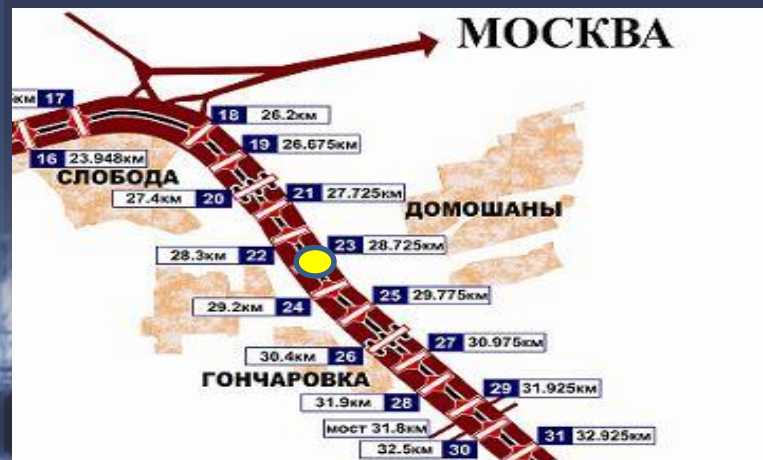 МОСКВА
км 17
18 26.2км
19 26.675км
16 23.948км
СЛОБОДА
27.4км 20
21 27.725км
ДОМОШАНЫ
23 28.725км
28.3км 22
25 29.775км
29.2км 24
27 30.975км
30.4км 26
ГОНЧАРОВКА
29 31.925км
31.9км 28
мост 31.8км
31 32.925км
32.5км 30